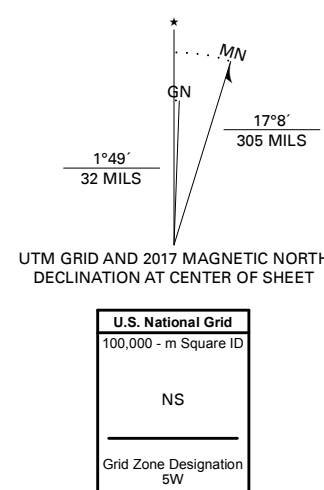 ★
MN
GN
17°8´
305 MILS
1°49´
32 MILS
UTM GRID AND 2017 MAGNETIC NORTH
DECLINATION AT CENTER OF SHEET
U.S. National Grid
100,000 - m Square ID
NS
Grid Zone Designation
5W